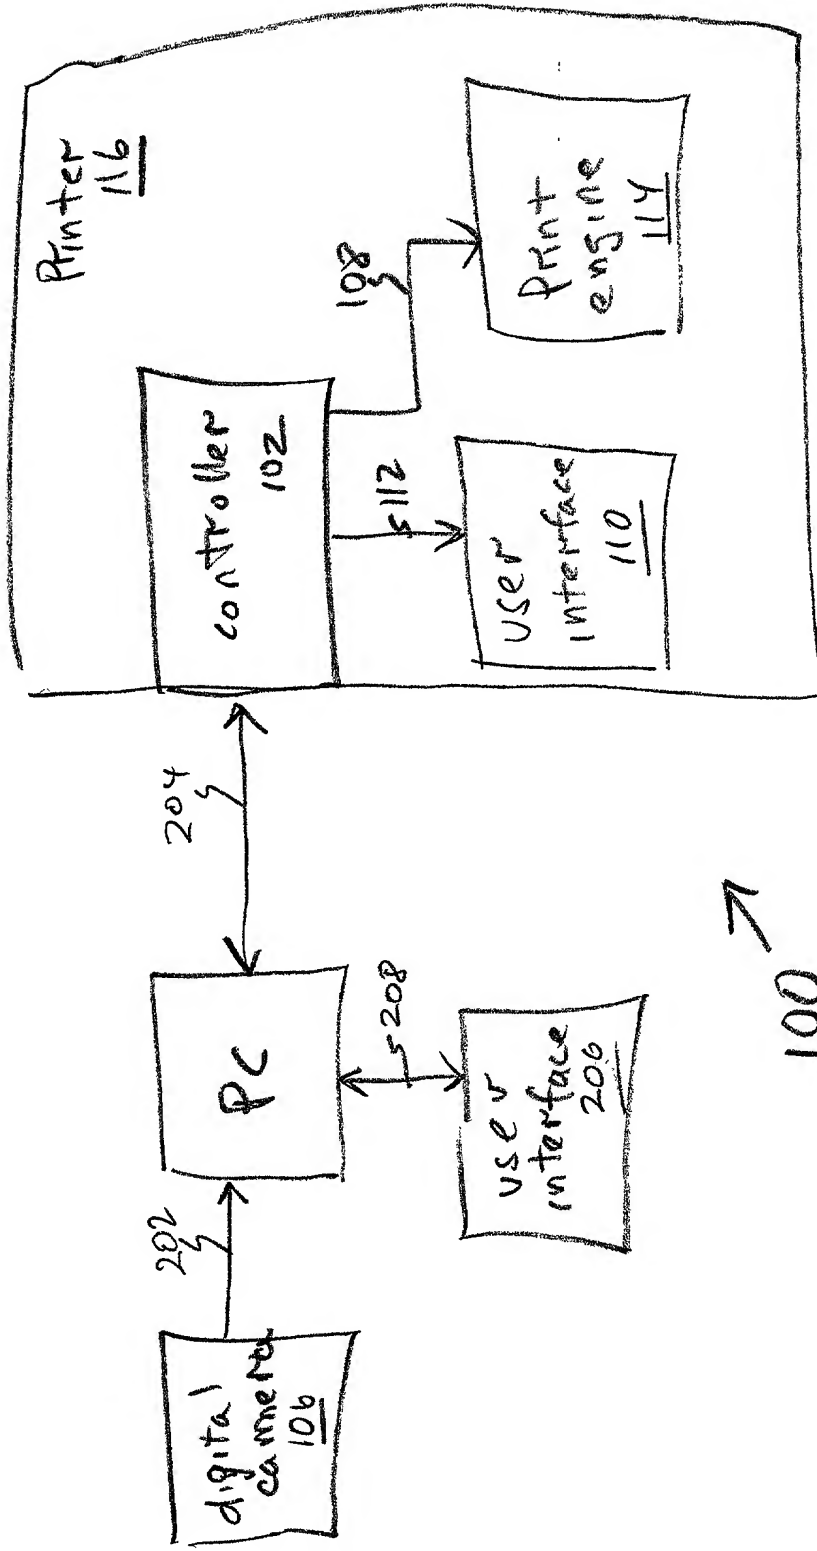 digital
camera
106
202
PC
208
user
interface
206
204
Printer
116
controller
102
112
108
user
interface
110
Print
engine
114
100